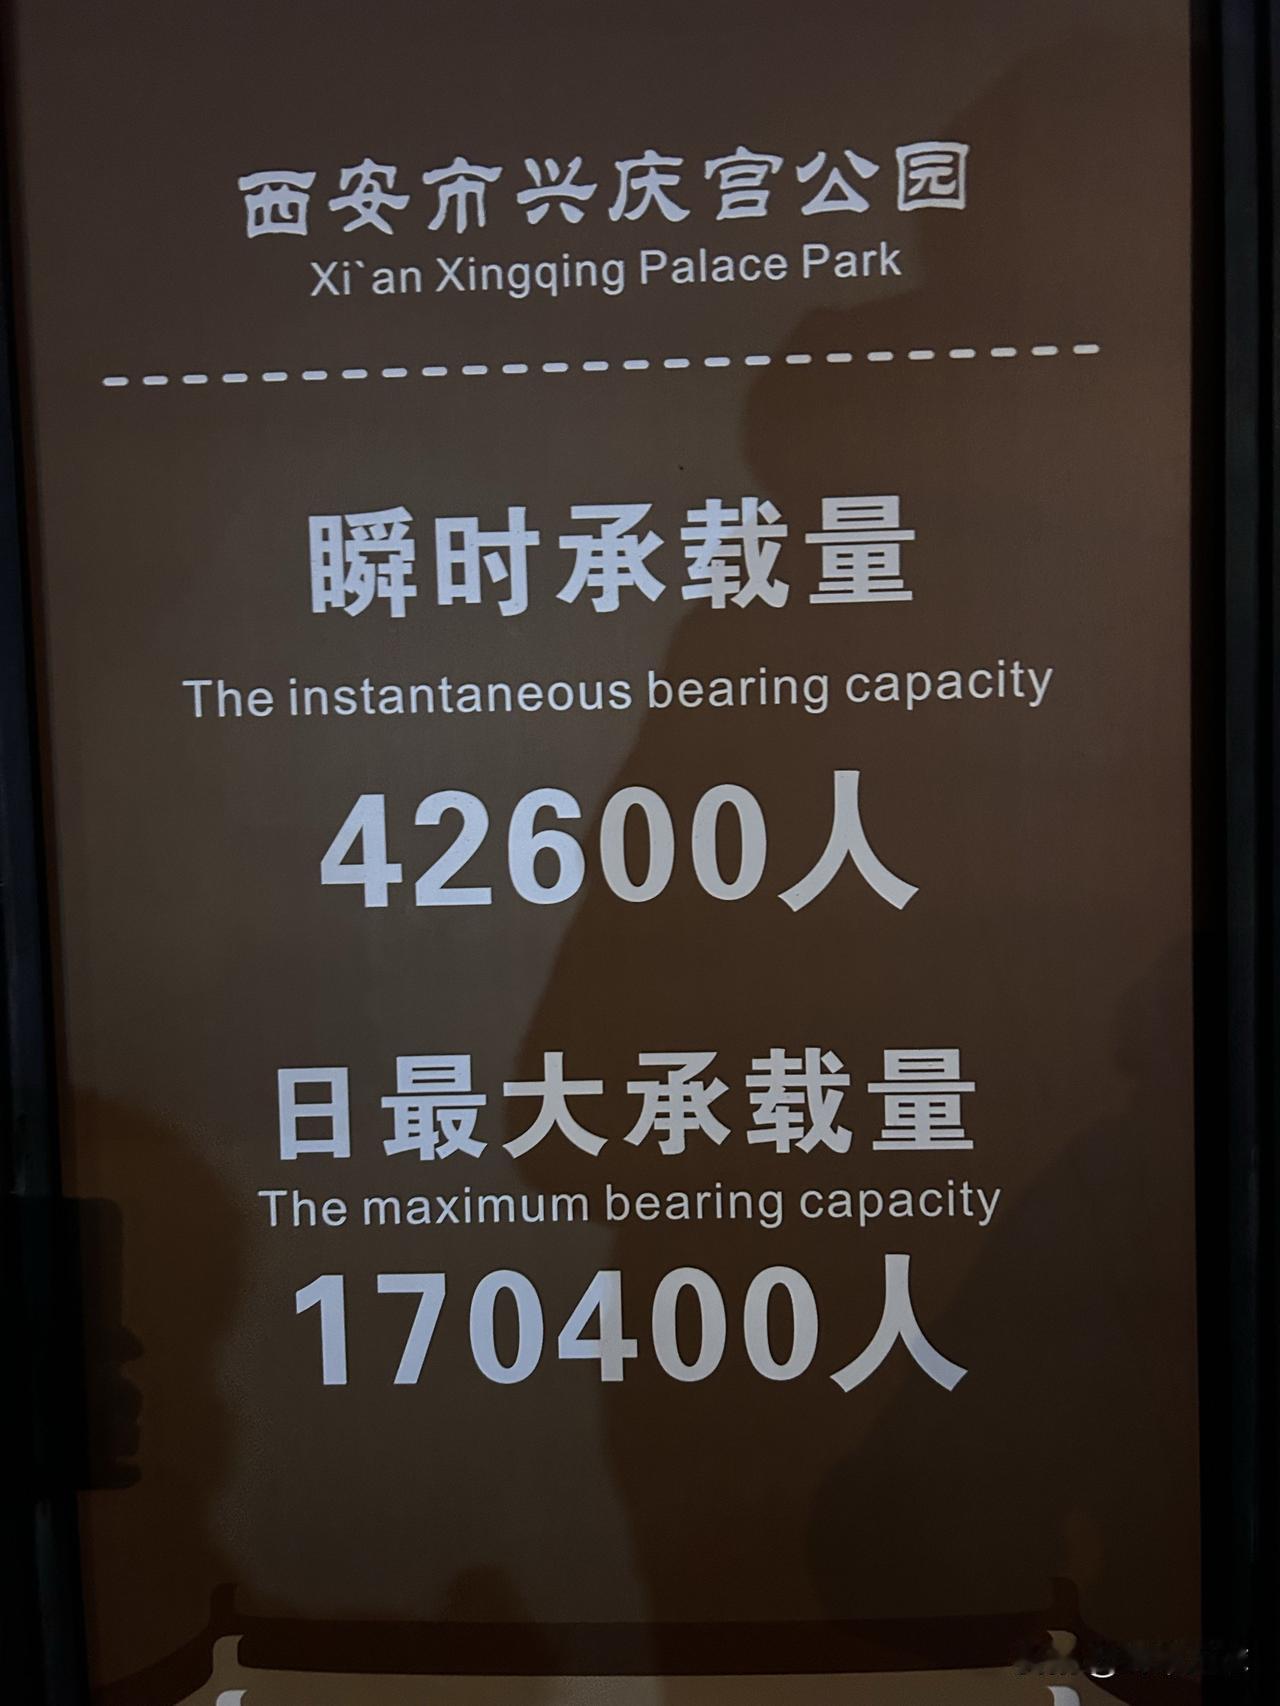 西安市兴庆宫公园
Xi`an Xingqing Palace Park
瞬时承载量
The instantaneous bearing capacity
42600人
日最大承载量
The maximum bearing capacity
170400人